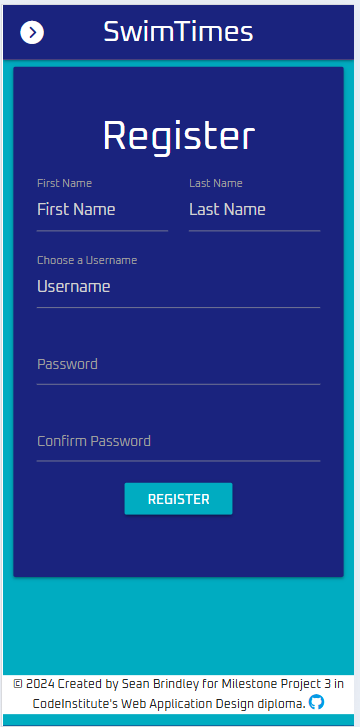 SwimTimes
Register
First Name Last Name
First Name Last Name
Choose a Username
Username
Password
Confirm Password
REGISTER
© 2024 Created by Sean Brindley for Milestone Project 3 in
CodeInstitute's Web Application Design diploma.